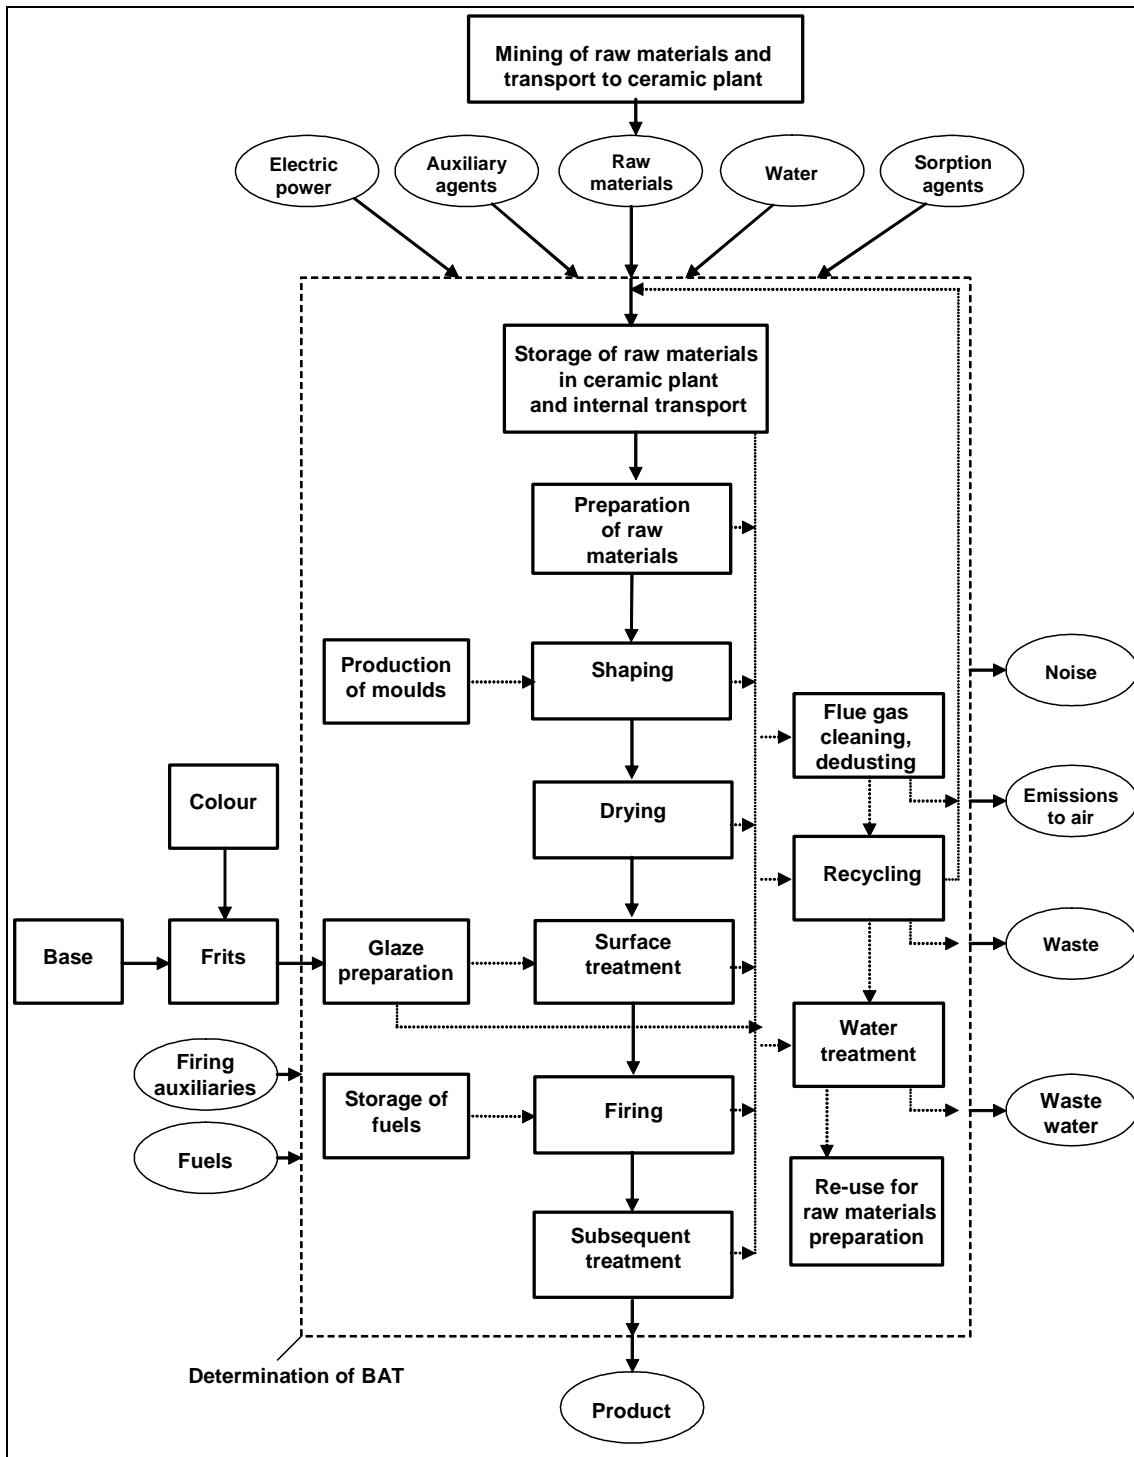 Mining of raw materials and
transport to ceramic plant
Electric
power
Auxiliary
agents
Raw
materials
Water
Sorption
agents
Storage of raw materials
in ceramic plant
and internal transport
Preparation
of raw
materials
Production
of moulds
Shaping
Noise
Flue gas
cleaning,
dedusting
Colour
Drying
Emissions
to air
Recycling
Base
Frits
Glaze
preparation
Surface
treatment
Waste
Water
treatment
Firing
auxiliaries
Storage of
fuels
Firing
Waste
water
Fuels
Re-use for
raw materials
preparation
Subsequent
treatment
Determination of BAT
Product